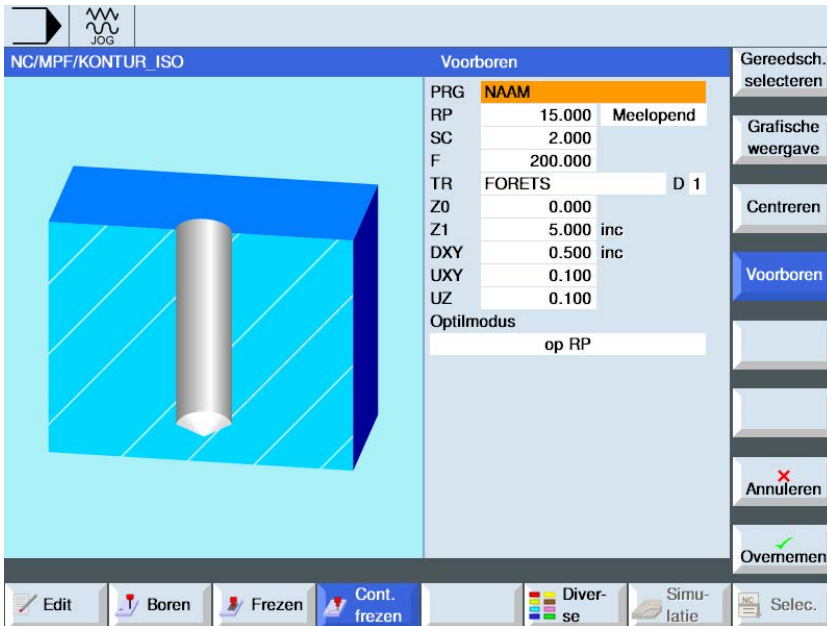 JOG
NC/MPF/KONTUR_ISO
Voorboren
PRG NAAM
RP 15.000 Meelopend
SC 2.000
F 200.000
TR FORETS D 1
Z0 0.000
Z1 5.000 inc
DXY 0.500 inc
UXY 0.100
UZ 0.100
Optilmodus
op RP
Gereedsch.
selecteren
Grafische
weergave
Centreren
Voorboren
Annuleren
Overnemen
Edit
Boren
Frezen
Cont.
frezen
Diver-
se
Simu-
latie
NC
Selec.